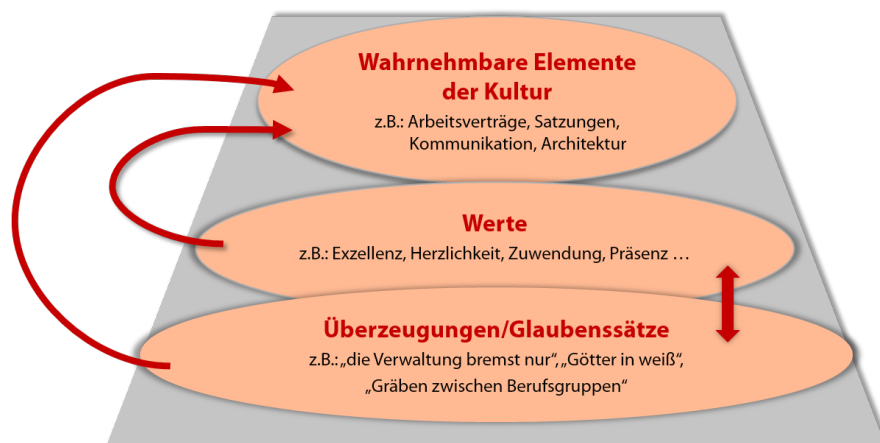 Wahrnehmbare Elemente
der Kultur
z.B.: Arbeitsverträge, Satzungen,
Kommunikation, Architektur
Werte
z.B.: Exzellenz, Herzlichkeit, Zuwendung, Präsenz …
Überzeugungen/Glaubenssätze
z.B.: „die Verwaltung bremst nur“, „Götter in weiß“,
„Gräben zwischen Berufsgruppen“